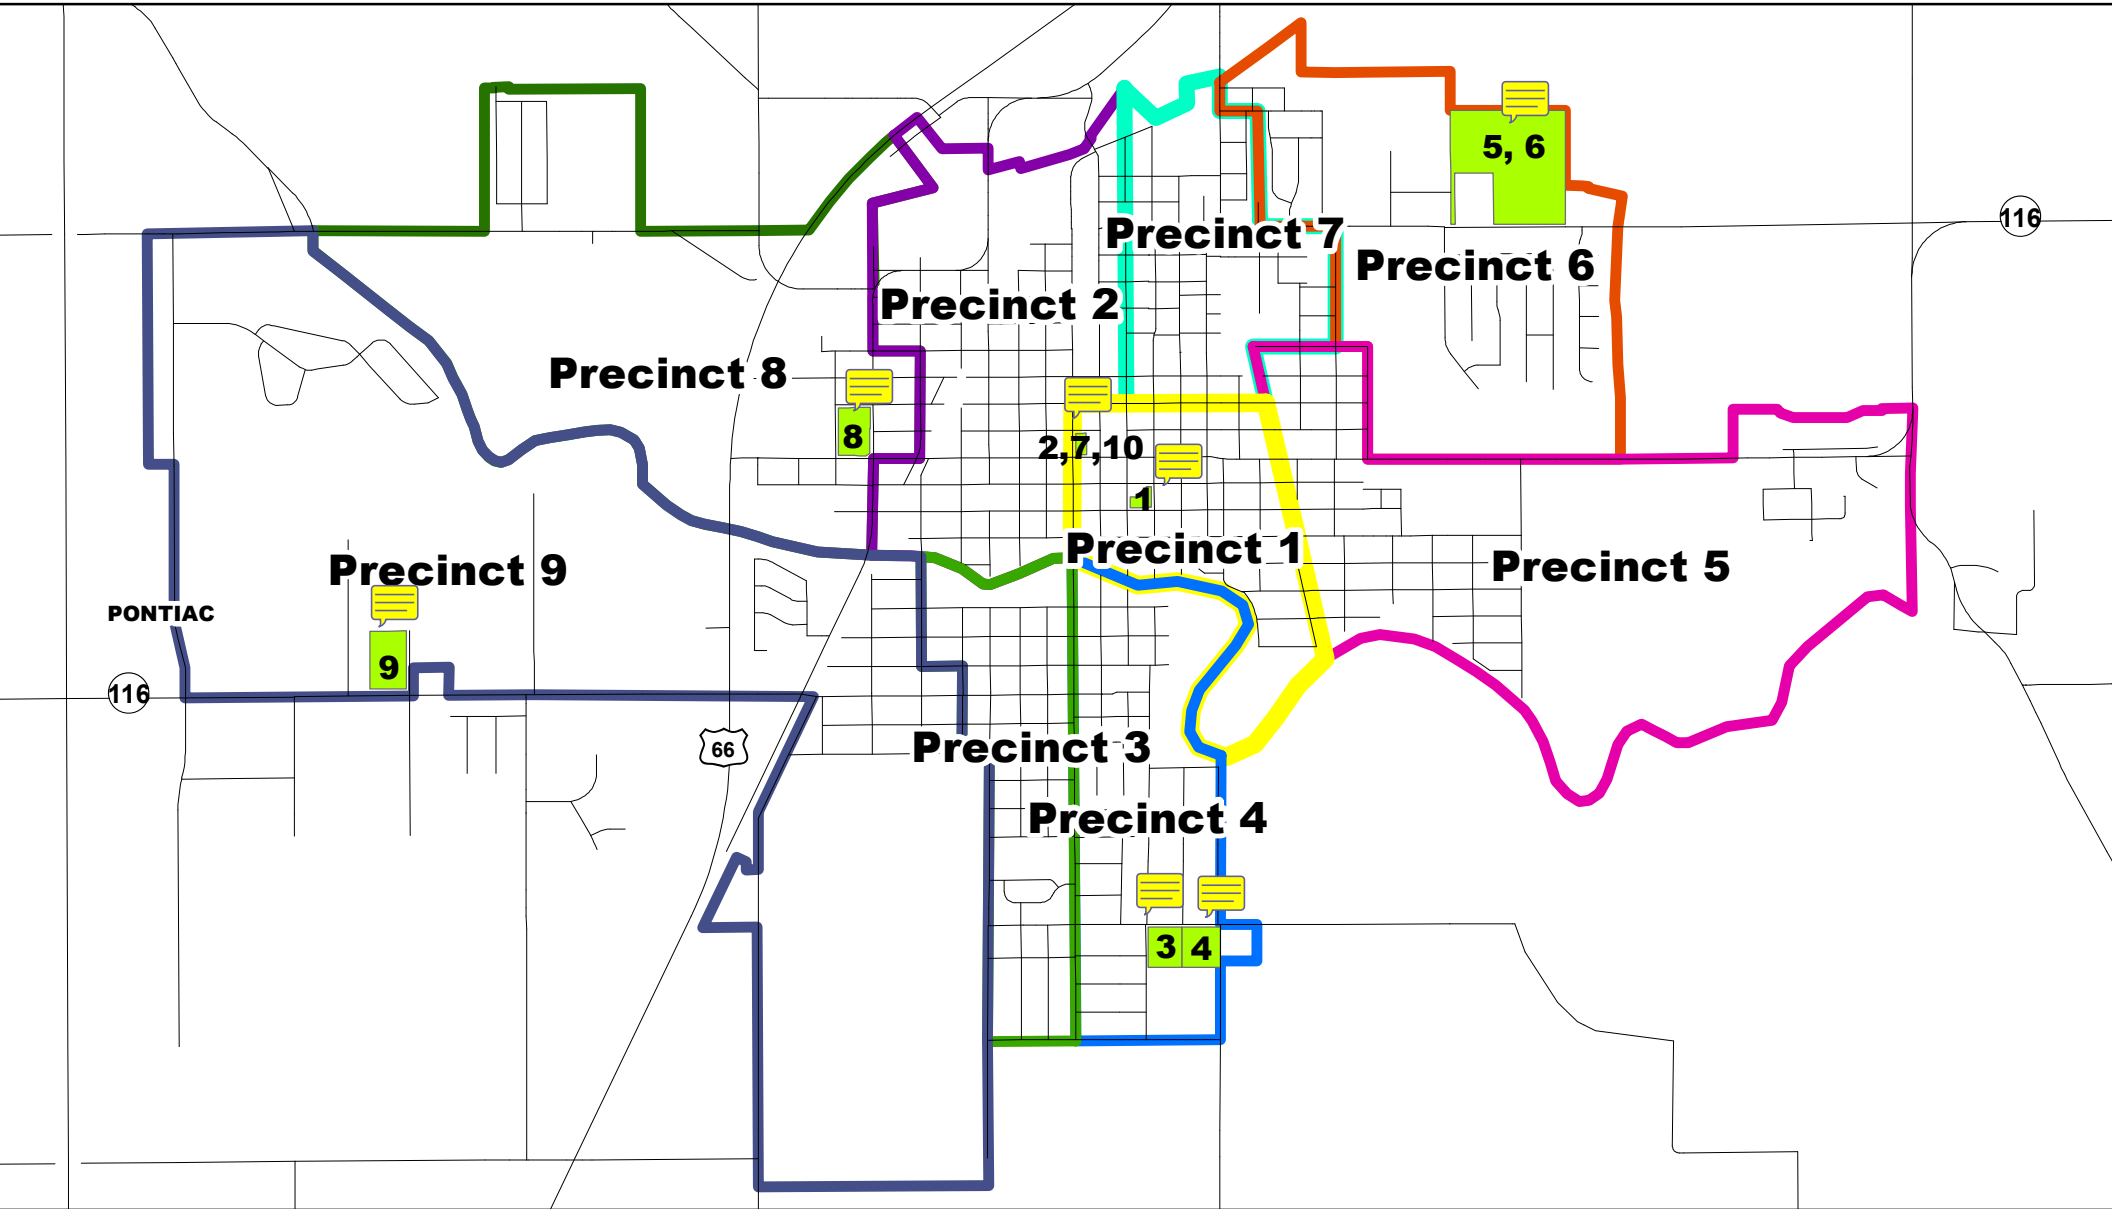 5, 6
116
Precinct 7
Precinct 6
Precinct 2
Precinct 8
8
2,7,10
1
Precinct 1
Precinct 5
Precinct 9
PONTIAC
9
116
66
Precinct 3
Precinct 4
3
4